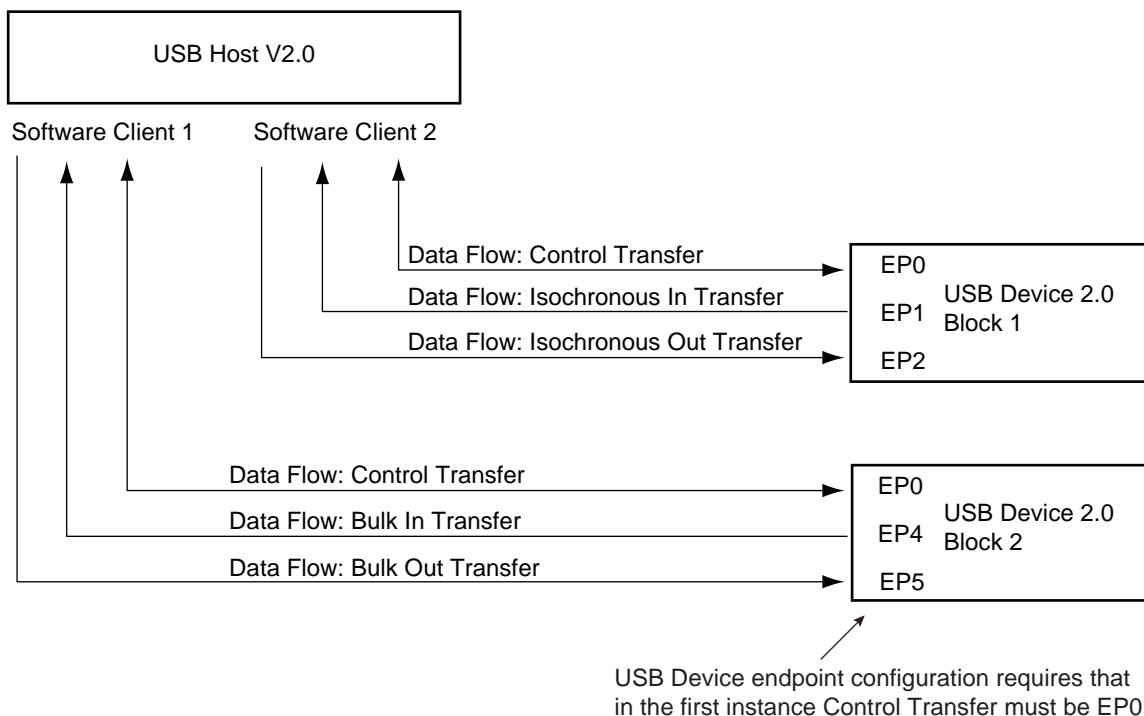 USB Host V2.0
Software Client 1
Software Client 2
Data Flow: Control Transfer
Data Flow: Isochronous In Transfer
Data Flow: Isochronous Out Transfer
EP0
EP1
EP2
USB Device 2.0
Block 1
Data Flow: Control Transfer
Data Flow: Bulk In Transfer
Data Flow: Bulk Out Transfer
EP0
EP4
EP5
USB Device 2.0
Block 2
USB Device endpoint configuration requires that
in the first instance Control Transfer must be EP0